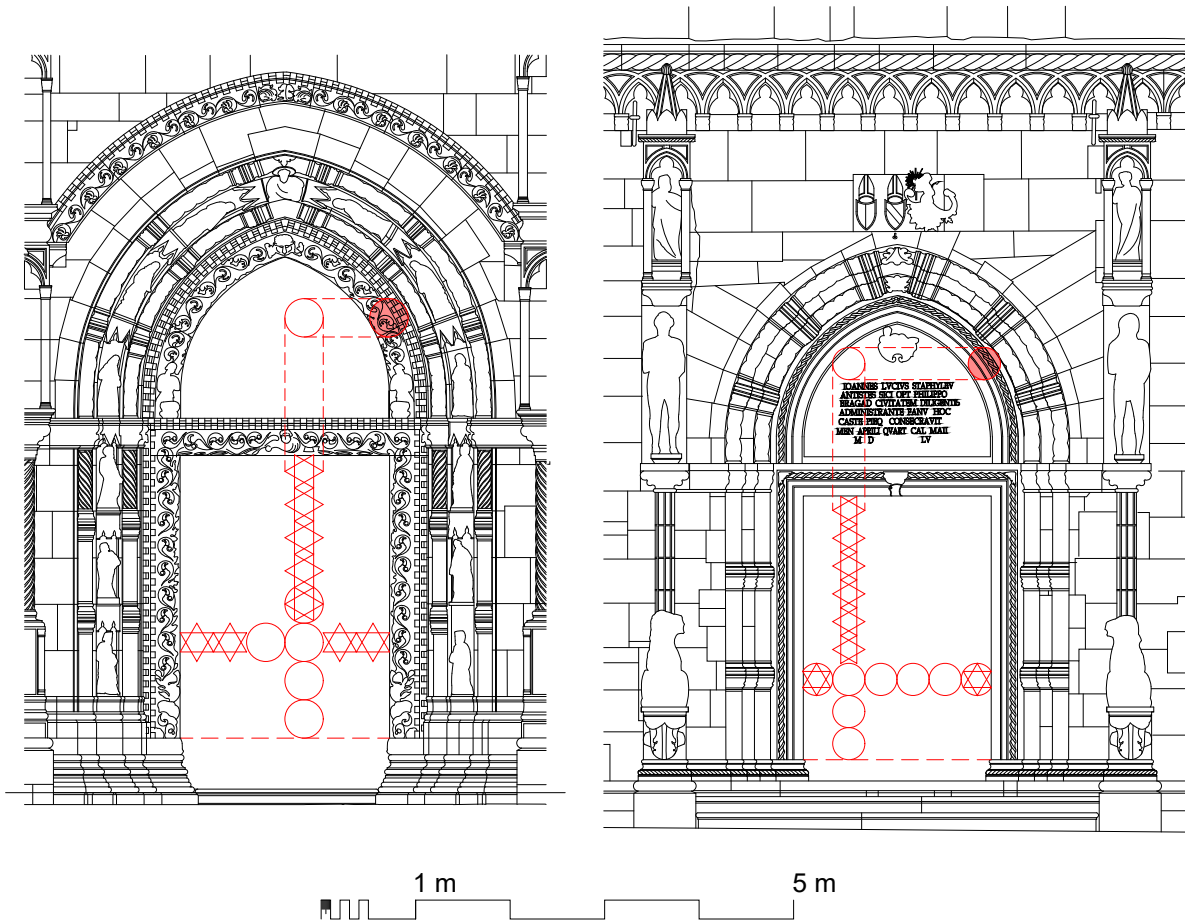 IOANNES LVCIVS STAPHYLEV
ANTISTES SICI OPT PHILIPPO
BRAGAD CIVITATEM DILIGENTIS
ADMINISTRANTE FANV HOC
CASTE PIEQ CONSECRAVIT
MEN APRILI QVART CAL MAII
M D LV
1 m 5 m